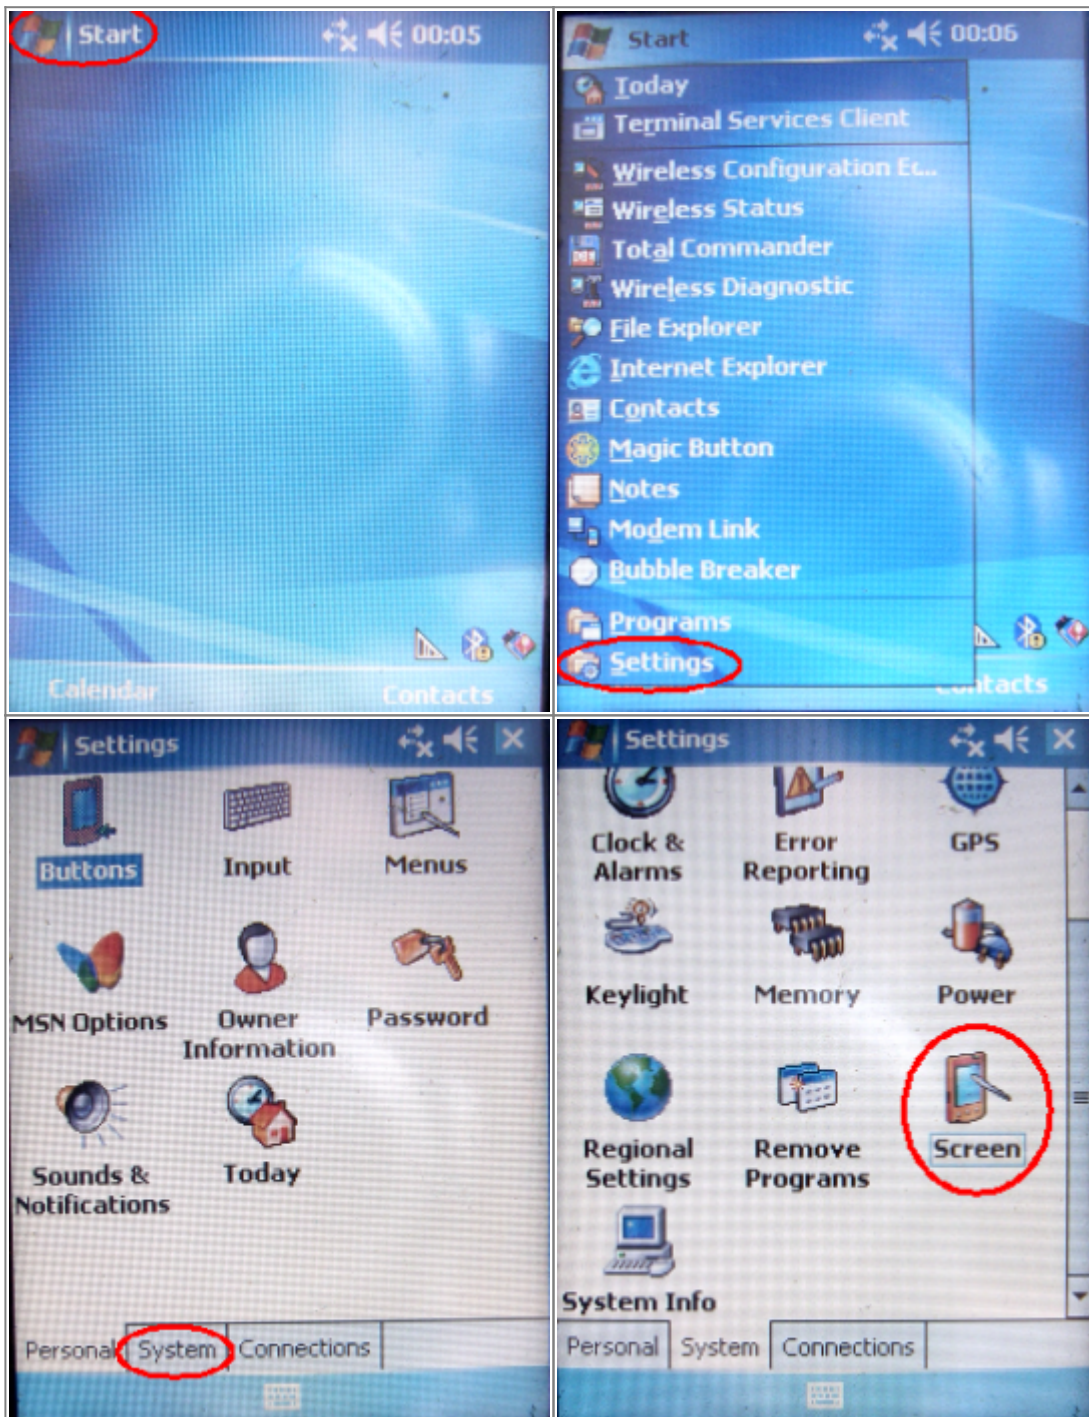 Start 00:05
Calendar Contacts
Start 00:06
Today
Terminal Services Client
Wireless Configuration Ec...
Wireless Status
Total Commander
Wireless Diagnostic
File Explorer
Internet Explorer
Contacts
Magic Button
Notes
Modem Link
Bubble Breaker
Programs
Settings
Settings
Buttons Input Menus
MSN Options Owner Password
Information
Sounds & Today
Notifications
Personal System Connections
Settings
Clock & Error GPS
Alarms Reporting
Keylight Memory Power
Regional Remove Screen
Settings Programs
System Info
Personal System Connections